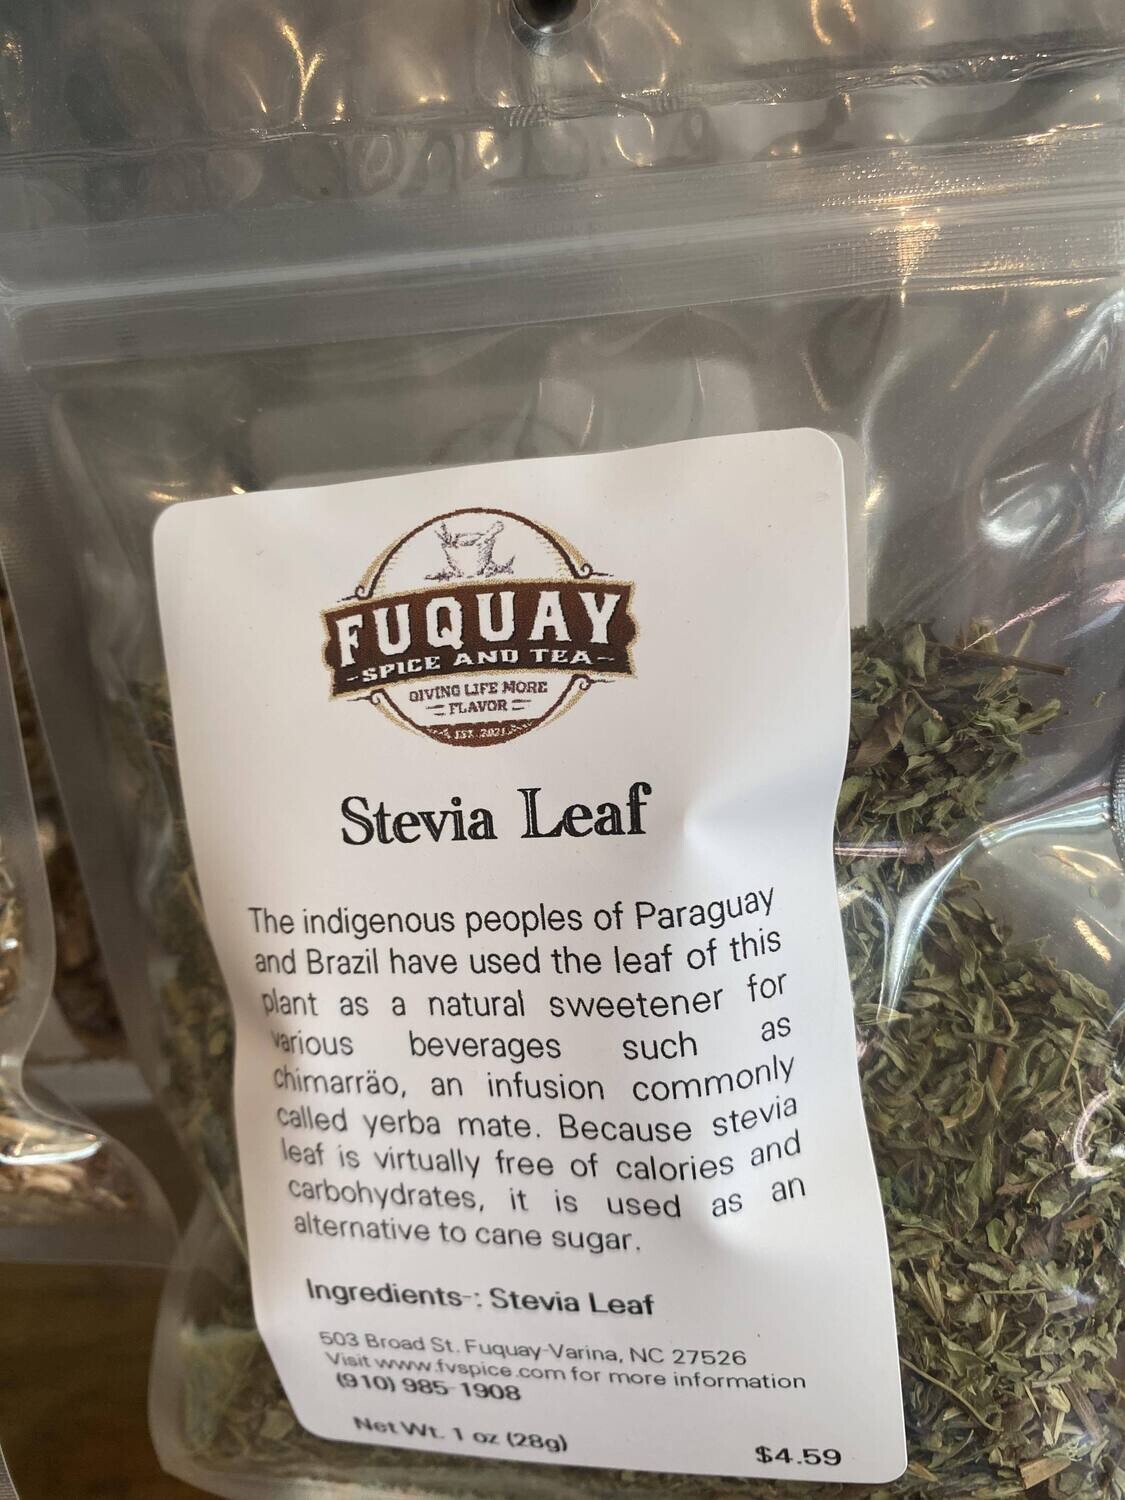 FUQUAY
-SPICE AND TEA-
GIVING LIFE MORE
FLAVOR
EST. 2021
Stevia Leaf
The indigenous peoples of Paraguay
and Brazil have used the leaf of this
plant as a natural sweetener for
various beverages such as
chimarräo, an infusion commonly
called yerba mate. Because stevia
leaf is virtually free of calories and
carbohydrates, it is used as an
alternative to cane sugar.
Ingredients-: Stevia Leaf
503 Broad St. Fuquay-Varina, NC 27526
Visit www.fvspice.com for more information
(910) 985-1908
Net Wt. 1 oz (28g)
$4.59